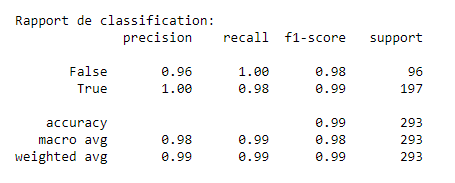 Rapport de classification:
precision recall f1-score support
False 0.96 1.00 0.98 96
True 1.00 0.98 0.99 197
accuracy 0.99 293
macro avg 0.98 0.99 0.98 293
weighted avg 0.99 0.99 0.99 293